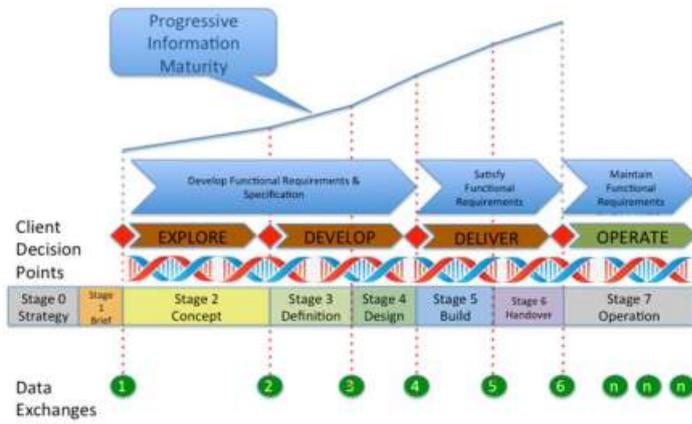 Progressive
Information
Maturity
Develop Functional Requirements &
Specification
Satisfy
Functional
Requirements
Maintain
Functional
Requirements
Client
Decision
Points
EXPLORE
DEVELOP
DELIVER
OPERATE
Stage 0
Strategy
Stage
1
Brief
Stage 2
Concept
Stage 3
Definition
Stage 4
Design
Stage 5
Build
Stage 6
Handover
Stage 7
Operation
Data
Exchanges
1
2
3
4
5
6
n
n
n